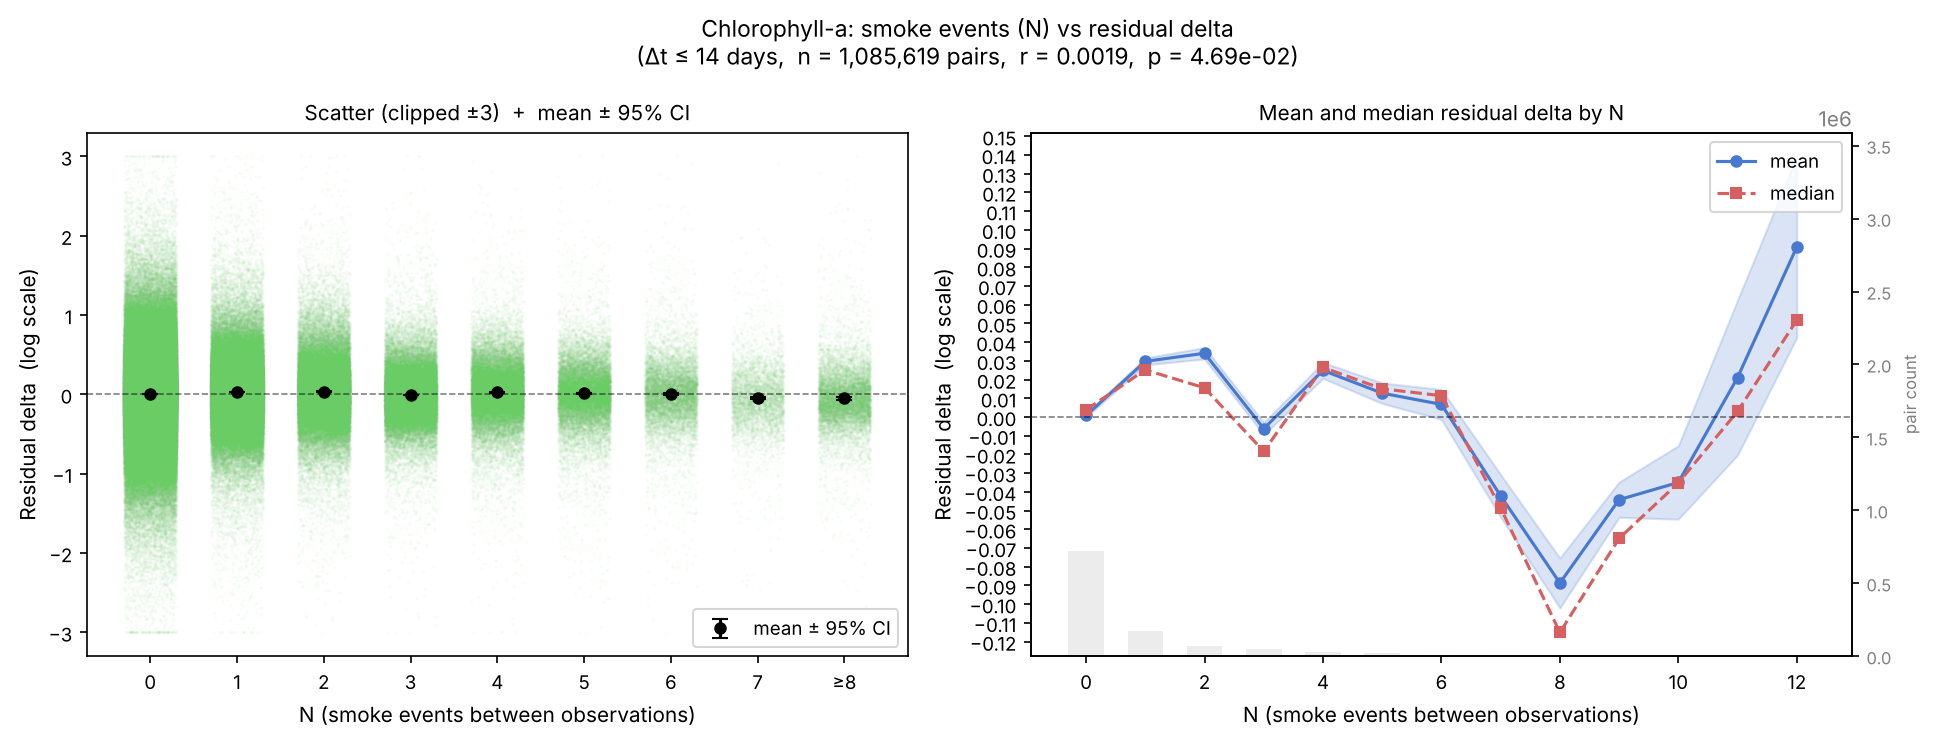 Chlorophyll-a: smoke events (N) vs residual delta
(Δt ≤ 14 days, n = 1,085,619 pairs, r = 0.0019, p = 4.69e-02)
Scatter (clipped ±3) + mean ± 95% CI
3
2
1
0
−1
−2
−3
Residual delta (log scale)
mean ± 95% CI
0 1 2 3 4 5 6 7 ≥8
N (smoke events between observations)
Mean and median residual delta by N
0.15
0.14
0.13
0.12
0.11
0.10
0.09
0.08
0.07
0.06
0.05
0.04
0.03
0.02
0.01
0.00
−0.01
−0.02
−0.03
−0.04
−0.05
−0.06
−0.07
−0.08
−0.09
−0.10
−0.11
−0.12
Residual delta (log scale)
mean
median
1e6
3.5
3.0
2.5
2.0
1.5
1.0
0.5
0.0
pair count
0 2 4 6 8 10 12
N (smoke events between observations)